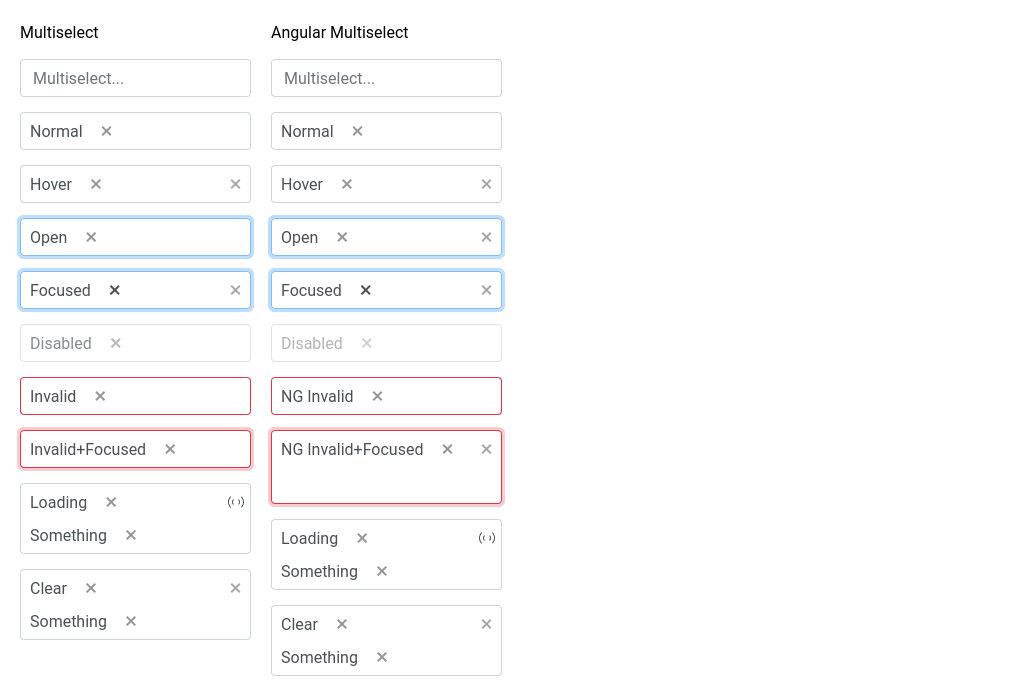 Multiselect
Multiselect...
Normal
Hover
Open
Focused
Disabled
Invalid
Invalid+Focused
Loading
Something
Clear
Something
Angular Multiselect
Multiselect...
Normal
Hover
Open
Focused
Disabled
NG Invalid
NG Invalid+Focused
Loading
Something
Clear
Something